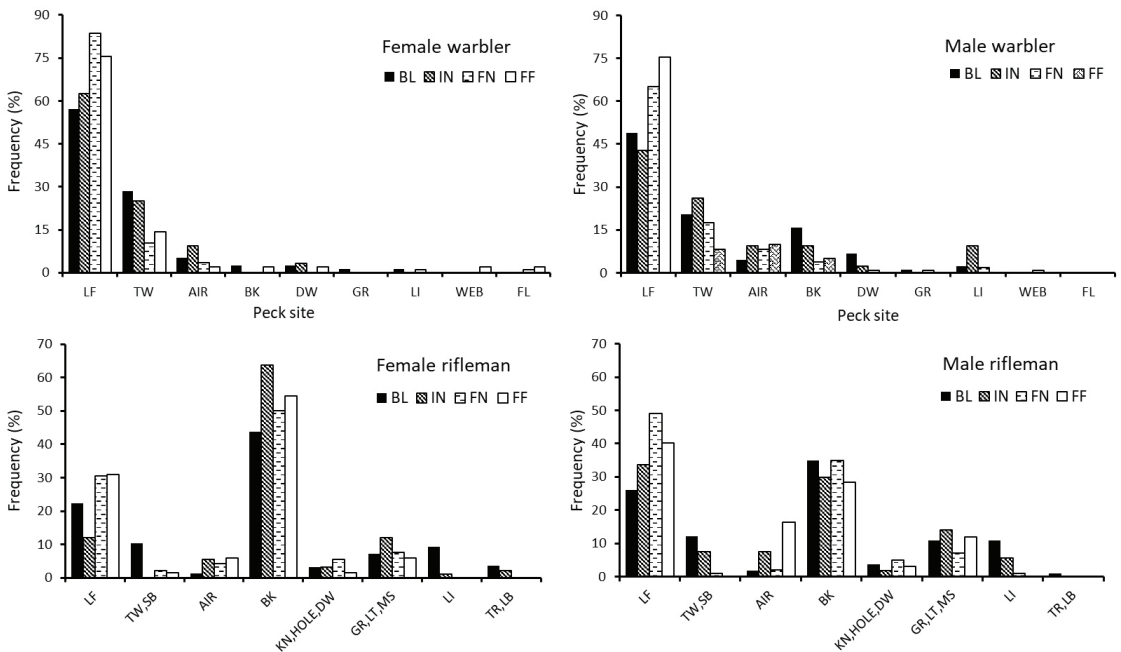 Female warbler
BL IN FN FF
Frequency (%)
90
75
60
45
30
15
0
LF TW AIR BK DW GR LI WEB FL
Peck site
Male warbler
BL IN FN FF
Frequency (%)
90
75
60
45
30
15
0
LF TW AIR BK DW GR LI WEB FL
Peck site
Female rifleman
BL IN FN FF
Frequency (%)
70
60
50
40
30
20
10
0
LF TW,SB AIR BK KN,HOLE,DW GR,LT,MS LI TR,LB
Male rifleman
BL IN FN FF
Frequency (%)
70
60
50
40
30
20
10
0
LF TW,SB AIR BK KN,HOLE,DW GR,LT,MS LI TR,LB